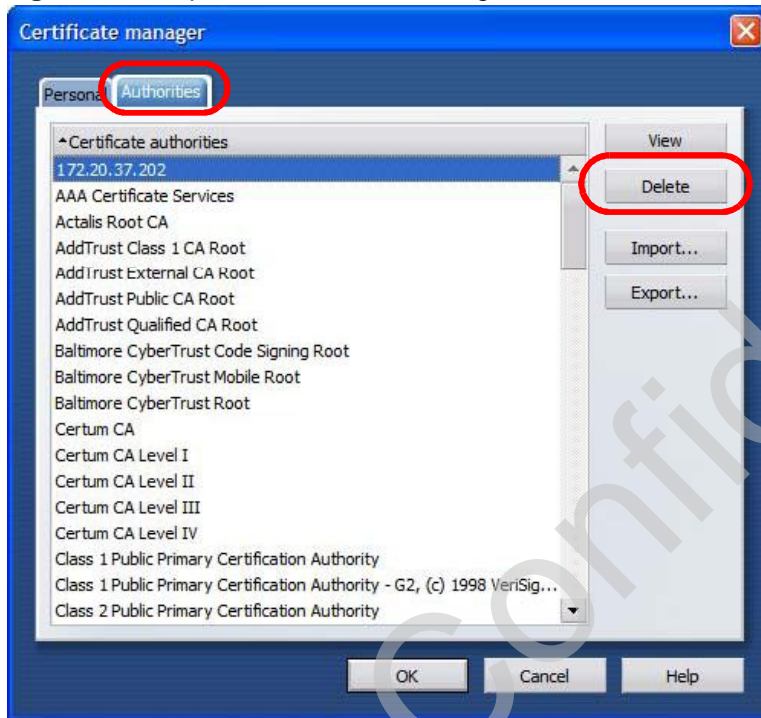 Certificate manager
Personal
Authorities
Certificate authorities
172.20.37.202
AAA Certificate Services
Actalis Root CA
AddTrust Class 1 CA Root
AddTrust External CA Root
AddTrust Public CA Root
AddTrust Qualified CA Root
Baltimore CyberTrust Code Signing Root
Baltimore CyberTrust Mobile Root
Baltimore CyberTrust Root
Certum CA
Certum CA Level I
Certum CA Level II
Certum CA Level III
Certum CA Level IV
Class 1 Public Primary Certification Authority
Class 1 Public Primary Certification Authority - G2, (c) 1998 VeriSig...
Class 2 Public Primary Certification Authority
View
Delete
Import...
Export...
OK
Cancel
Help
Confid